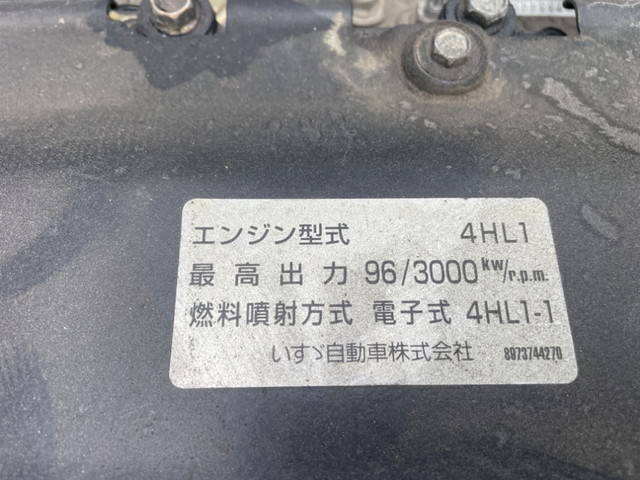 エンジン型式 4HL1
最高出力 96/3000 kw/r.p.m.
燃料噴射方式 電子式 4HL1-1
いすゞ自動車株式会社 8973744270